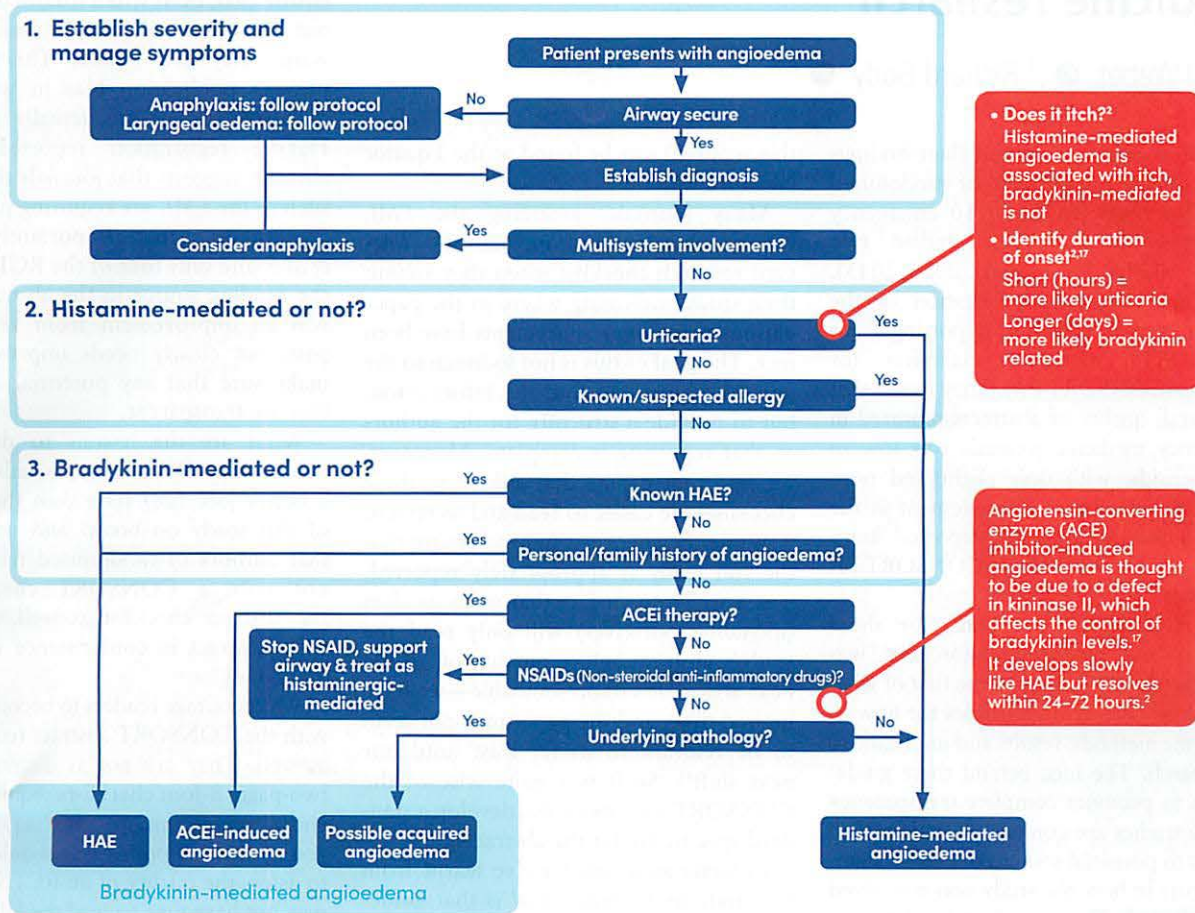 1. Establish severity and
manage symptoms
Patient presents with angioedema
Anaphylaxis: follow protocol
Laryngeal oedema: follow protocol
No
Airway secure
Yes
Establish diagnosis
Consider anaphylaxis
Yes
Multisystem involvement?
No
2. Histamine-mediated or not?
Urticaria?
Yes
No
Known/suspected allergy
Yes
No
• Does it itch?²
Histamine-mediated
angioedema is
associated with itch,
bradykinin-mediated
is not
• Identify duration
of onset²,¹⁷
Short (hours) =
more likely urticaria
Longer (days) =
more likely bradykinin
related
3. Bradykinin-mediated or not?
Yes
Known HAE?
No
Yes
Personal/family history of angioedema?
No
Yes
ACEi therapy?
No
Stop NSAID, support
airway & treat as
histaminergic-
mediated
Yes
NSAIDs (Non-steroidal anti-inflammatory drugs)?
No
Yes
Underlying pathology?
No
Angiotensin-converting
enzyme (ACE)
inhibitor-induced
angioedema is thought
to be due to a defect
in kininase II, which
affects the control of
bradykinin levels.¹⁷
It develops slowly
like HAE but resolves
within 24–72 hours.²
HAE
ACEi-induced
angioedema
Possible acquired
angioedema
Histamine-mediated
angioedema
Bradykinin-mediated angioedema